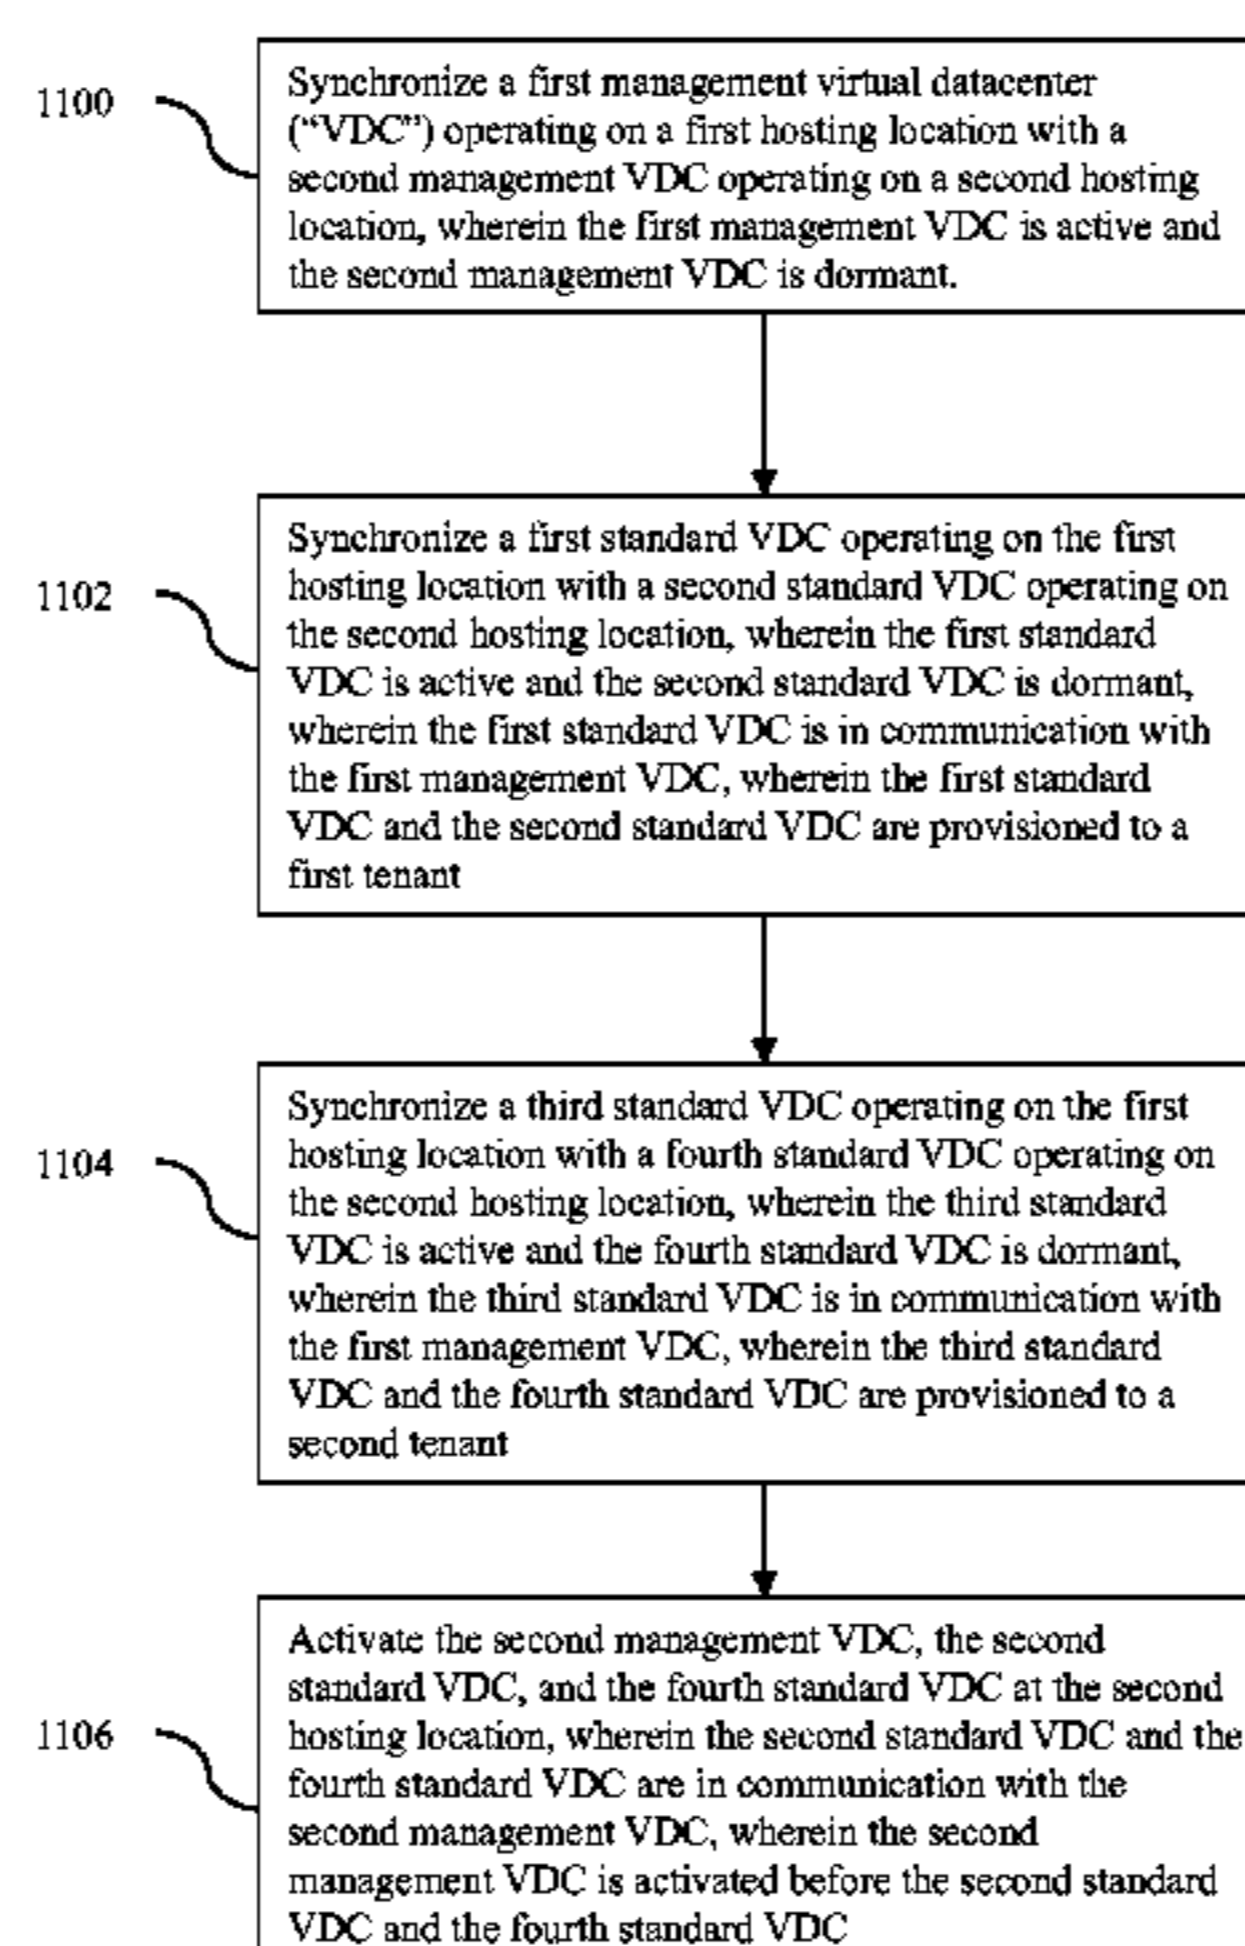 1100
Synchronize a first management virtual datacenter
(“VDC”) operating on a first hosting location with a
second management VDC operating on a second hosting
location, wherein the first management VDC is active and
the second management VDC is dormant.
1102
Synchronize a first standard VDC operating on the first
hosting location with a second standard VDC operating on
the second hosting location, wherein the first standard
VDC is active and the second standard VDC is dormant,
wherein the first standard VDC is in communication with
the first management VDC, wherein the first standard
VDC and the second standard VDC are provisioned to a
first tenant
1104
Synchronize a third standard VDC operating on the first
hosting location with a fourth standard VDC operating on
the second hosting location, wherein the third standard
VDC is active and the fourth standard VDC is dormant,
wherein the third standard VDC is in communication with
the first management VDC, wherein the third standard
VDC and the fourth standard VDC are provisioned to a
second tenant
1106
Activate the second management VDC, the second
standard VDC, and the fourth standard VDC at the second
hosting location, wherein the second standard VDC and the
fourth standard VDC are in communication with the
second management VDC, wherein the second
management VDC is activated before the second standard
VDC and the fourth standard VDC